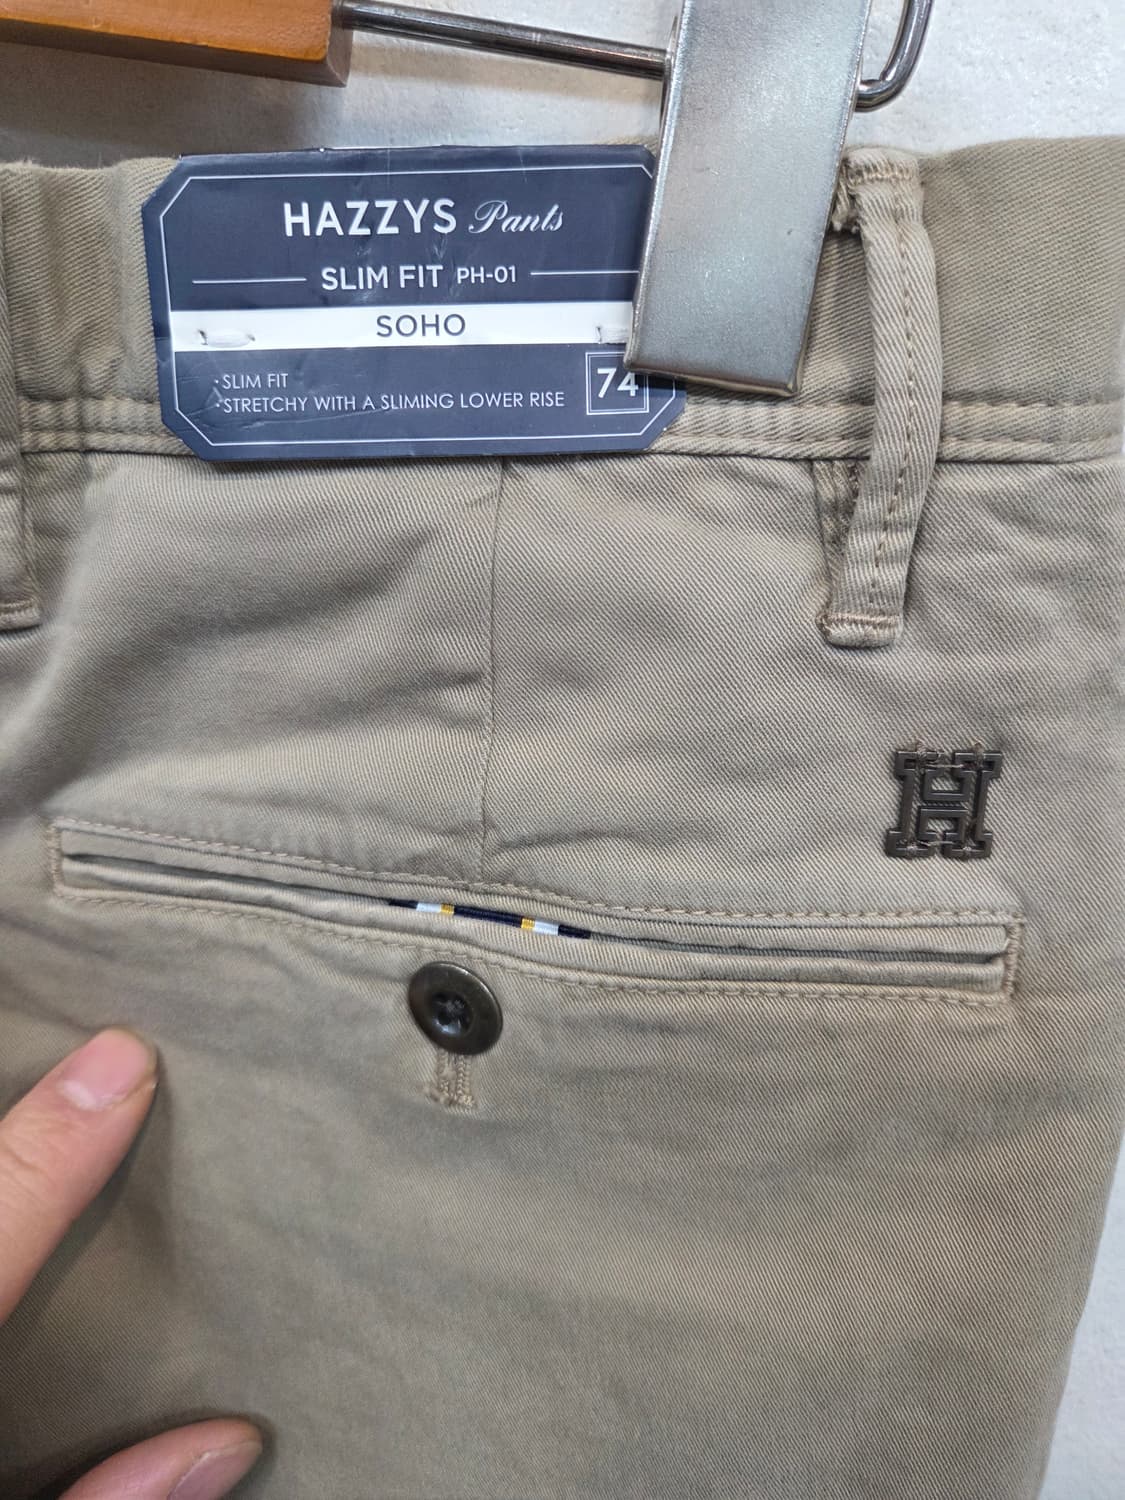 HAZZYS Pants
SLIM FIT PH-01
SOHO
· SLIM FIT
· STRETCHY WITH A SLIMING LOWER RISE
74
H